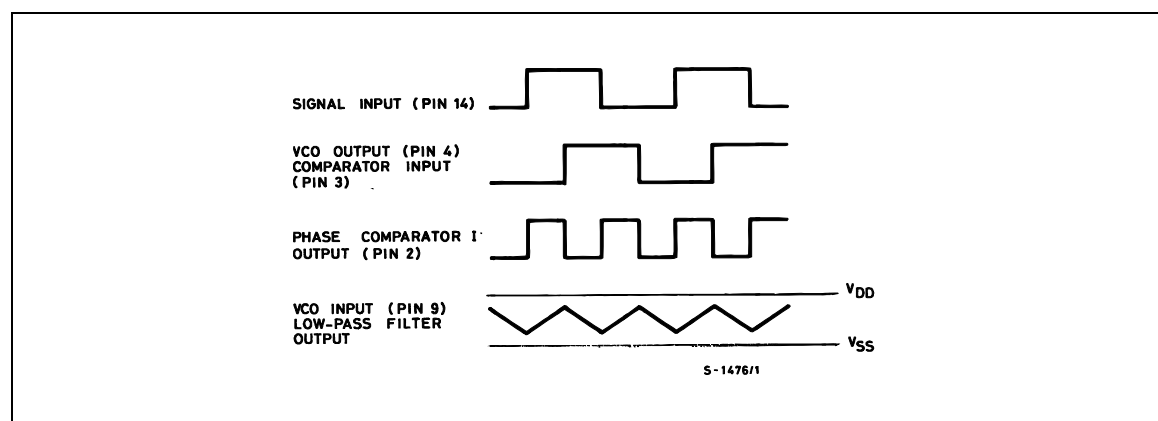 SIGNAL INPUT (PIN 14)
VCO OUTPUT (PIN 4)
COMPARATOR INPUT
(PIN 3)
PHASE COMPARATOR I
OUTPUT (PIN 2)
VCO INPUT (PIN 9)
LOW-PASS FILTER
OUTPUT
VDD
VSS
S-1476/1